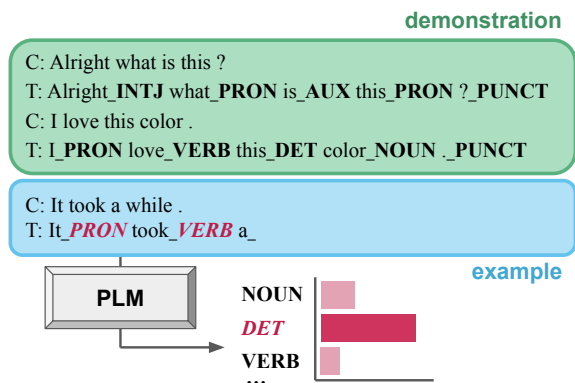 demonstration
C: Alright what is this ?
T: Alright_INTJ what_PRON is_AUX this_PRON ?_PUNCT
C: I love this color .
T: I_PRON love_VERB this_DET color_NOUN ._PUNCT
C: It took a while .
T: It_PRON took_VERB a_
example
PLM
NOUN
DET
VERB
...